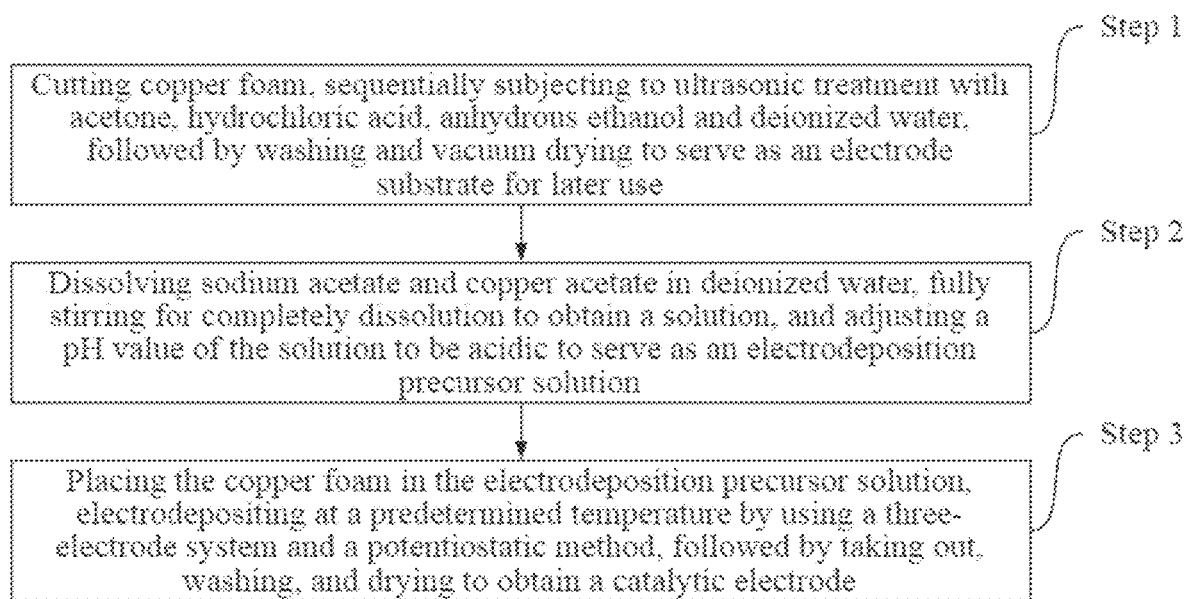 Step 1
Cutting copper foam, sequentially subjecting to ultrasonic treatment with
acetone, hydrochloric acid, anhydrous ethanol and deionized water,
followed by washing and vacuum drying to serve as an electrode
substrate for later use
Step 2
Dissolving sodium acetate and copper acetate in deionized water, fully
stirring for completely dissolution to obtain a solution, and adjusting a
pH value of the solution to be acidic to serve as an electrodeposition
precursor solution
Step 3
Placing the copper foam in the electrodeposition precursor solution,
electrodepositing at a predetermined temperature by using a three-
electrode system and a potentiostatic method, followed by taking out,
washing, and drying to obtain a catalytic electrode